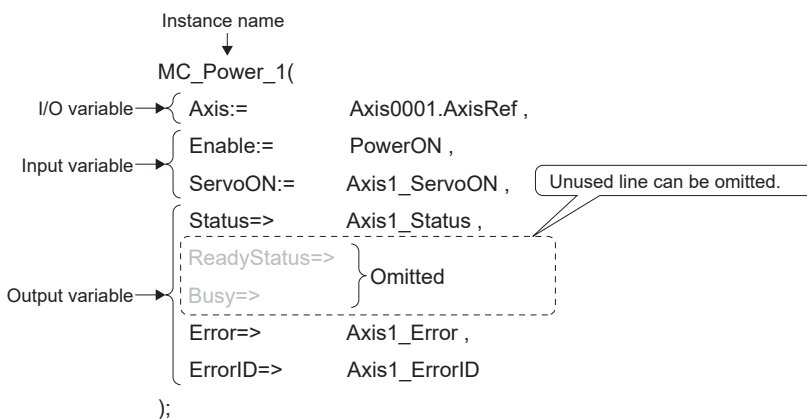 Instance name
MC_Power_1(
I/O variable Axis:= Axis0001.AxisRef ,
Input variable Enable:= PowerON ,
ServoON:= Axis1_ServoON ,
Unused line can be omitted.
Output variable Status=> Axis1_Status ,
ReadyStatus=>
Omitted
Busy=>
Error=> Axis1_Error ,
ErrorID=> Axis1_ErrorID
);